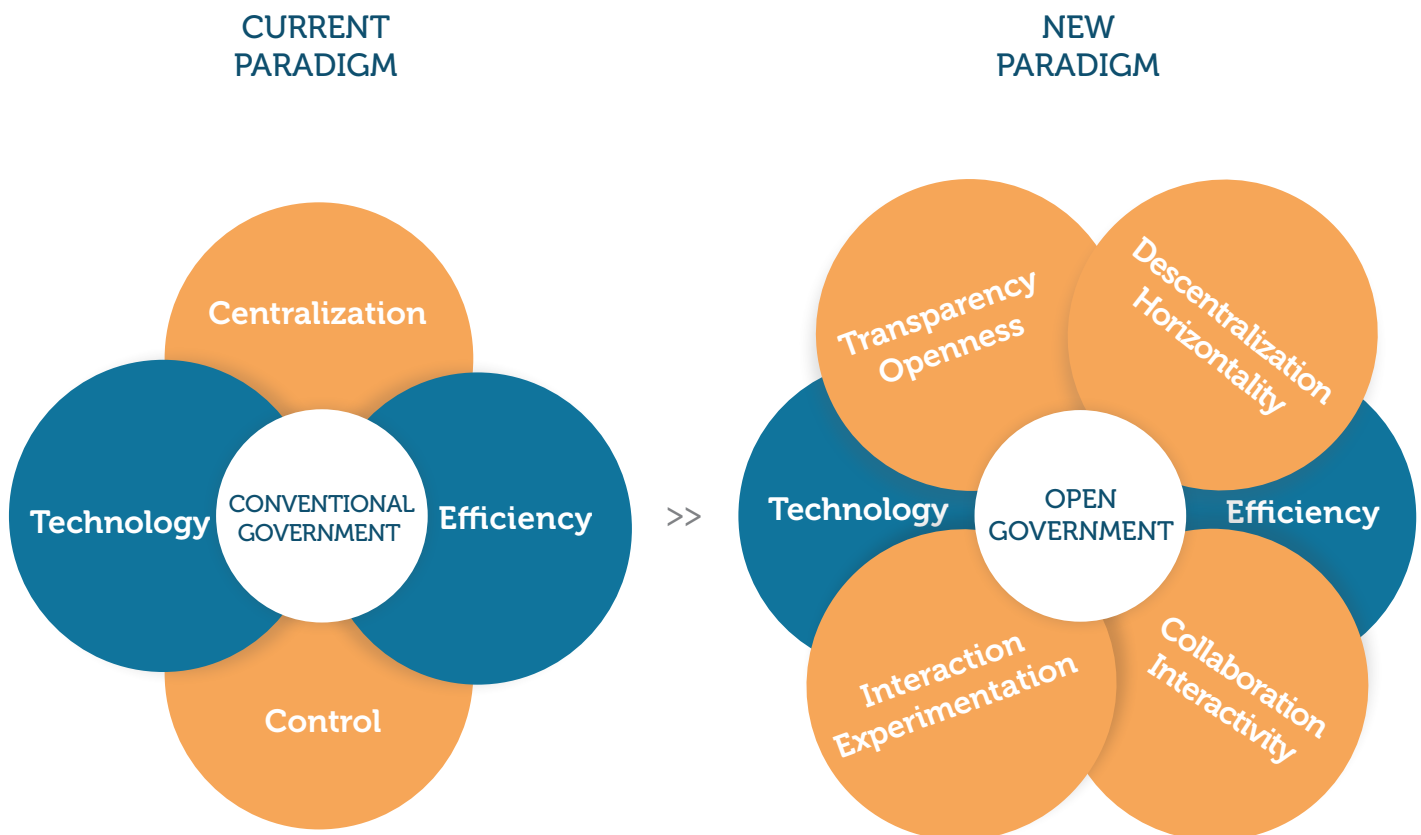 CURRENT
PARADIGM
NEW
PARADIGM
Centralization
Technology
CONVENTIONAL
GOVERNMENT
Efficiency
Control
>>
Transparency
Openness
Descentralization
Horizontality
Technology
OPEN
GOVERNMENT
Efficiency
Interaction
Experimentation
Collaboration
Interactivity